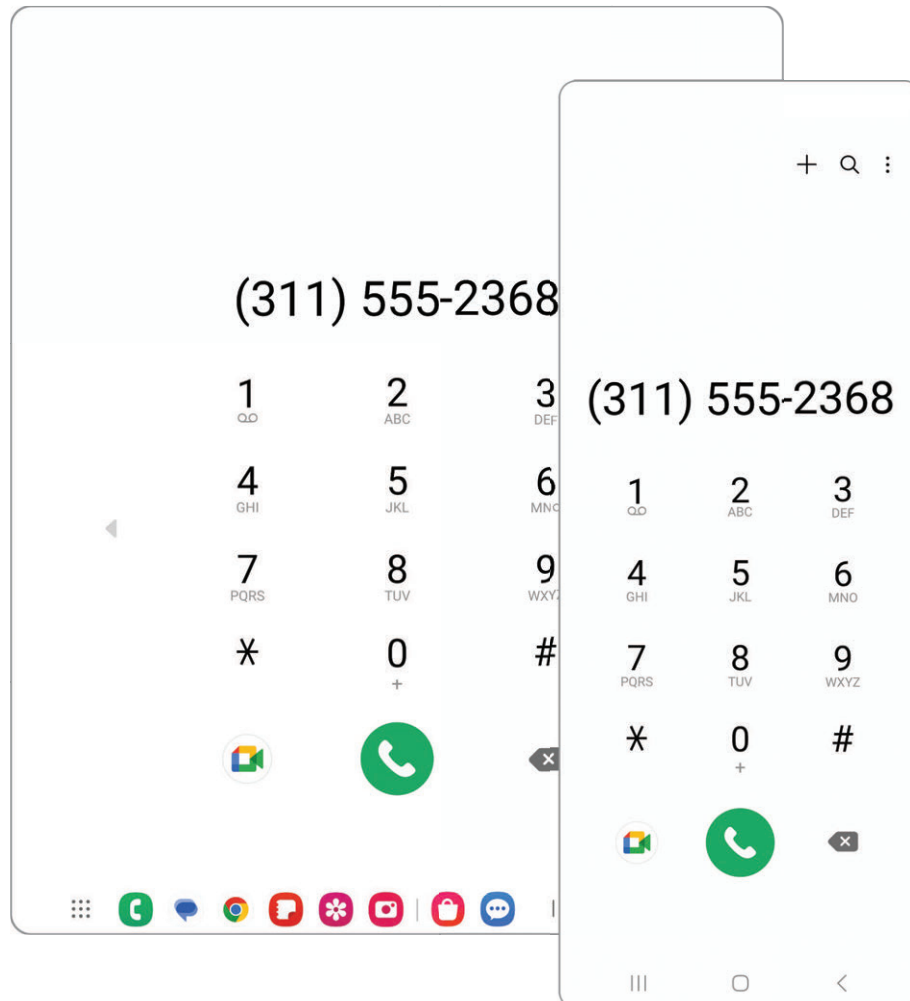 (311) 555-2368
1 2 3
ABC DEF
4 5 6
GHI JKL MNO
7 8 9
PQRS TUV WXYZ
* 0 #
+
(311) 555-2368
1 2 3
ABC DEF
4 5 6
GHI JKL MNO
7 8 9
PQRS TUV WXYZ
* 0 #
+